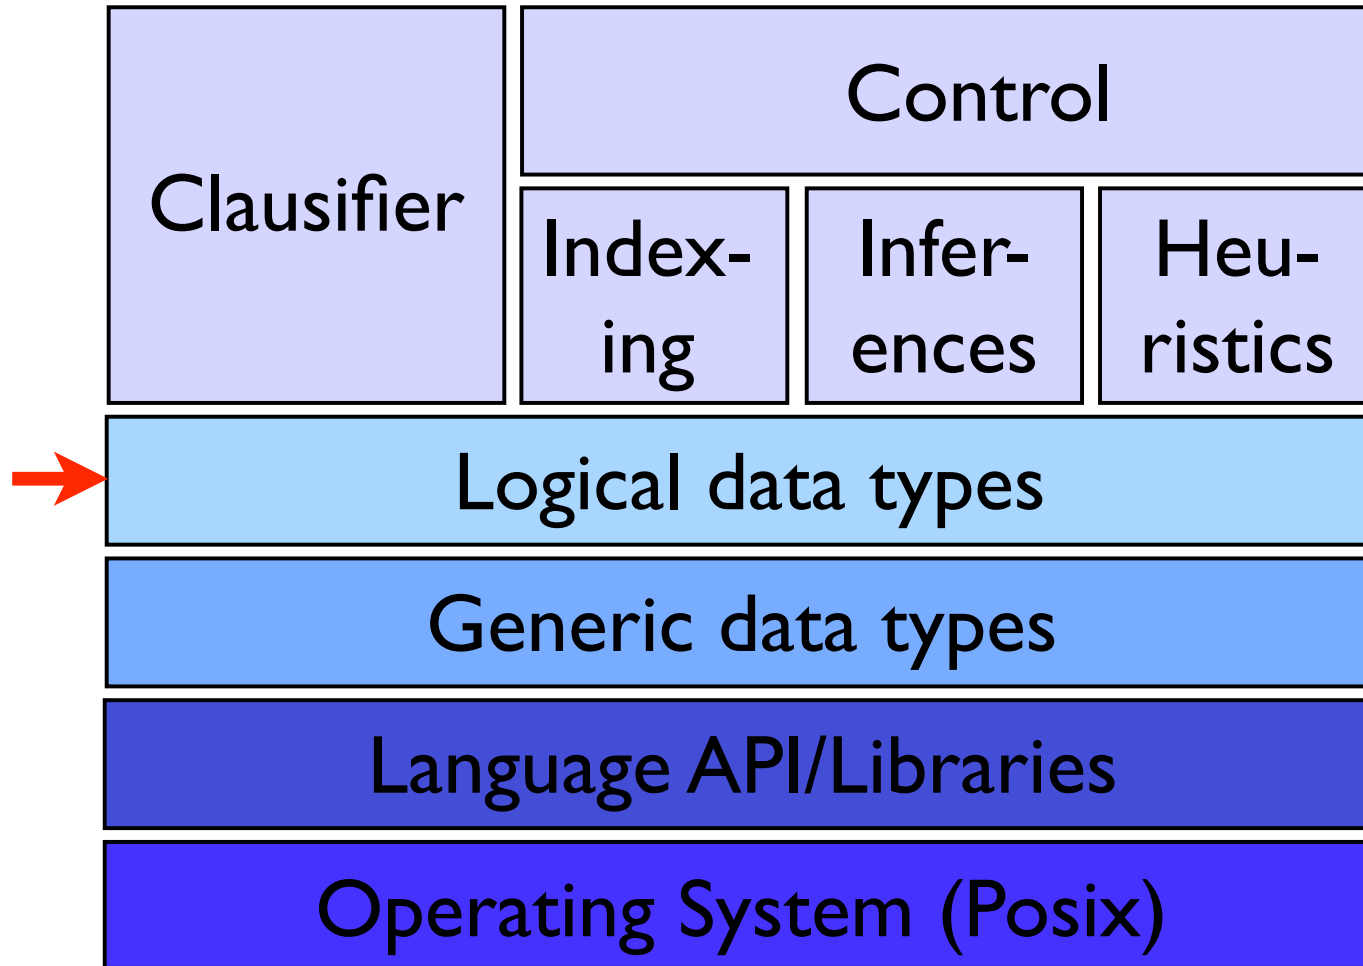 Clausifier
Control
Index-
ing
Infer-
ences
Heu-
ristics
Logical data types
Generic data types
Language API/Libraries
Operating System (Posix)